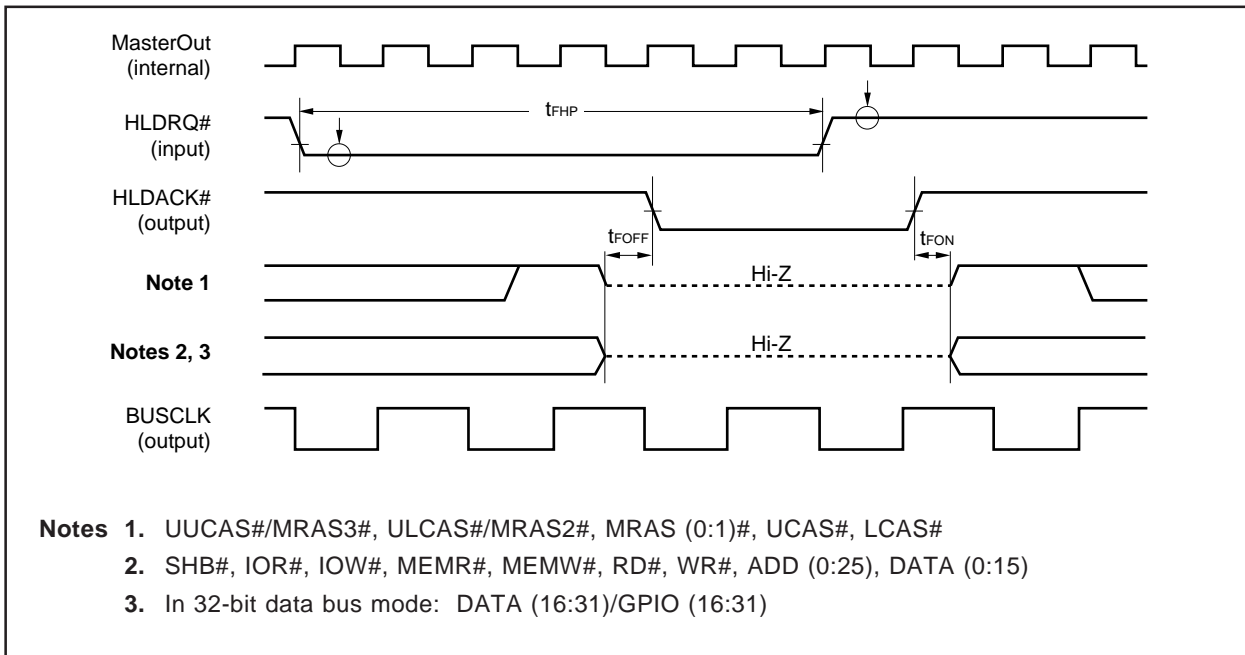 MasterOut
(internal)
tFHP
HLDRQ#
(input)
HLDACK#
(output)
tFOFF
tFON
Note 1
Hi-Z
Notes 2, 3
Hi-Z
BUSCLK
(output)
Notes 1. UUCAS#/MRAS3#, ULCAS#/MRAS2#, MRAS (0:1)#, UCAS#, LCAS#
2. SHB#, IOR#, IOW#, MEMR#, MEMW#, RD#, WR#, ADD (0:25), DATA (0:15)
3. In 32-bit data bus mode: DATA (16:31)/GPIO (16:31)